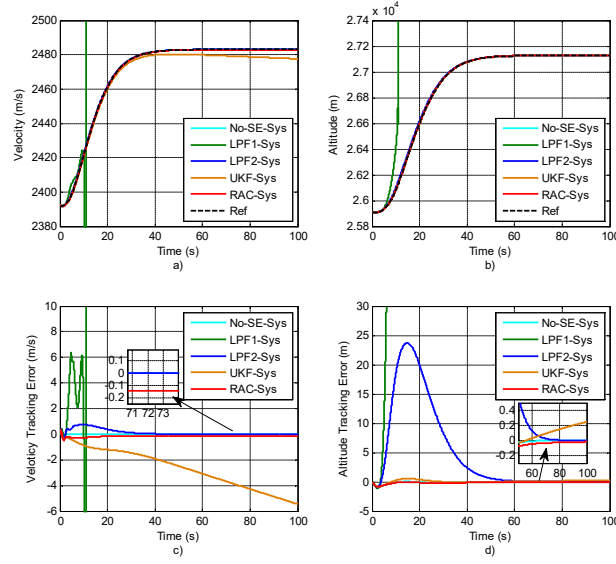 2500
2480
2460
2440
2420
2400
2380
Velocity (m/s)
No-SE-Sys
LPF1-Sys
LPF2-Sys
UKF-Sys
RAC-Sys
Ref
0 20 40 60 80 100
Time (s)
a)
x 10^4
2.74
2.72
2.7
2.68
2.66
2.64
2.62
2.6
2.58
Altitude (m)
No-SE-Sys
LPF1-Sys
LPF2-Sys
UKF-Sys
RAC-Sys
Ref
0 20 40 60 80 100
Time (s)
b)
10
8
6
4
2
0
-2
-4
-6
Veloticy Tracking Error (m/s)
0.1
0
-0.1
-0.2
71 72 73
No-SE-Sys
LPF1-Sys
LPF2-Sys
UKF-Sys
RAC-Sys
0 20 40 60 80 100
Time (s)
c)
30
25
20
15
10
5
0
-5
Altitude Tracking Error (m)
No-SE-Sys
LPF1-Sys
LPF2-Sys
UKF-Sys
RAC-Sys
0.4
0.2
0
-0.2
60 80 100
0 20 40 60 80 100
Time (s)
d)